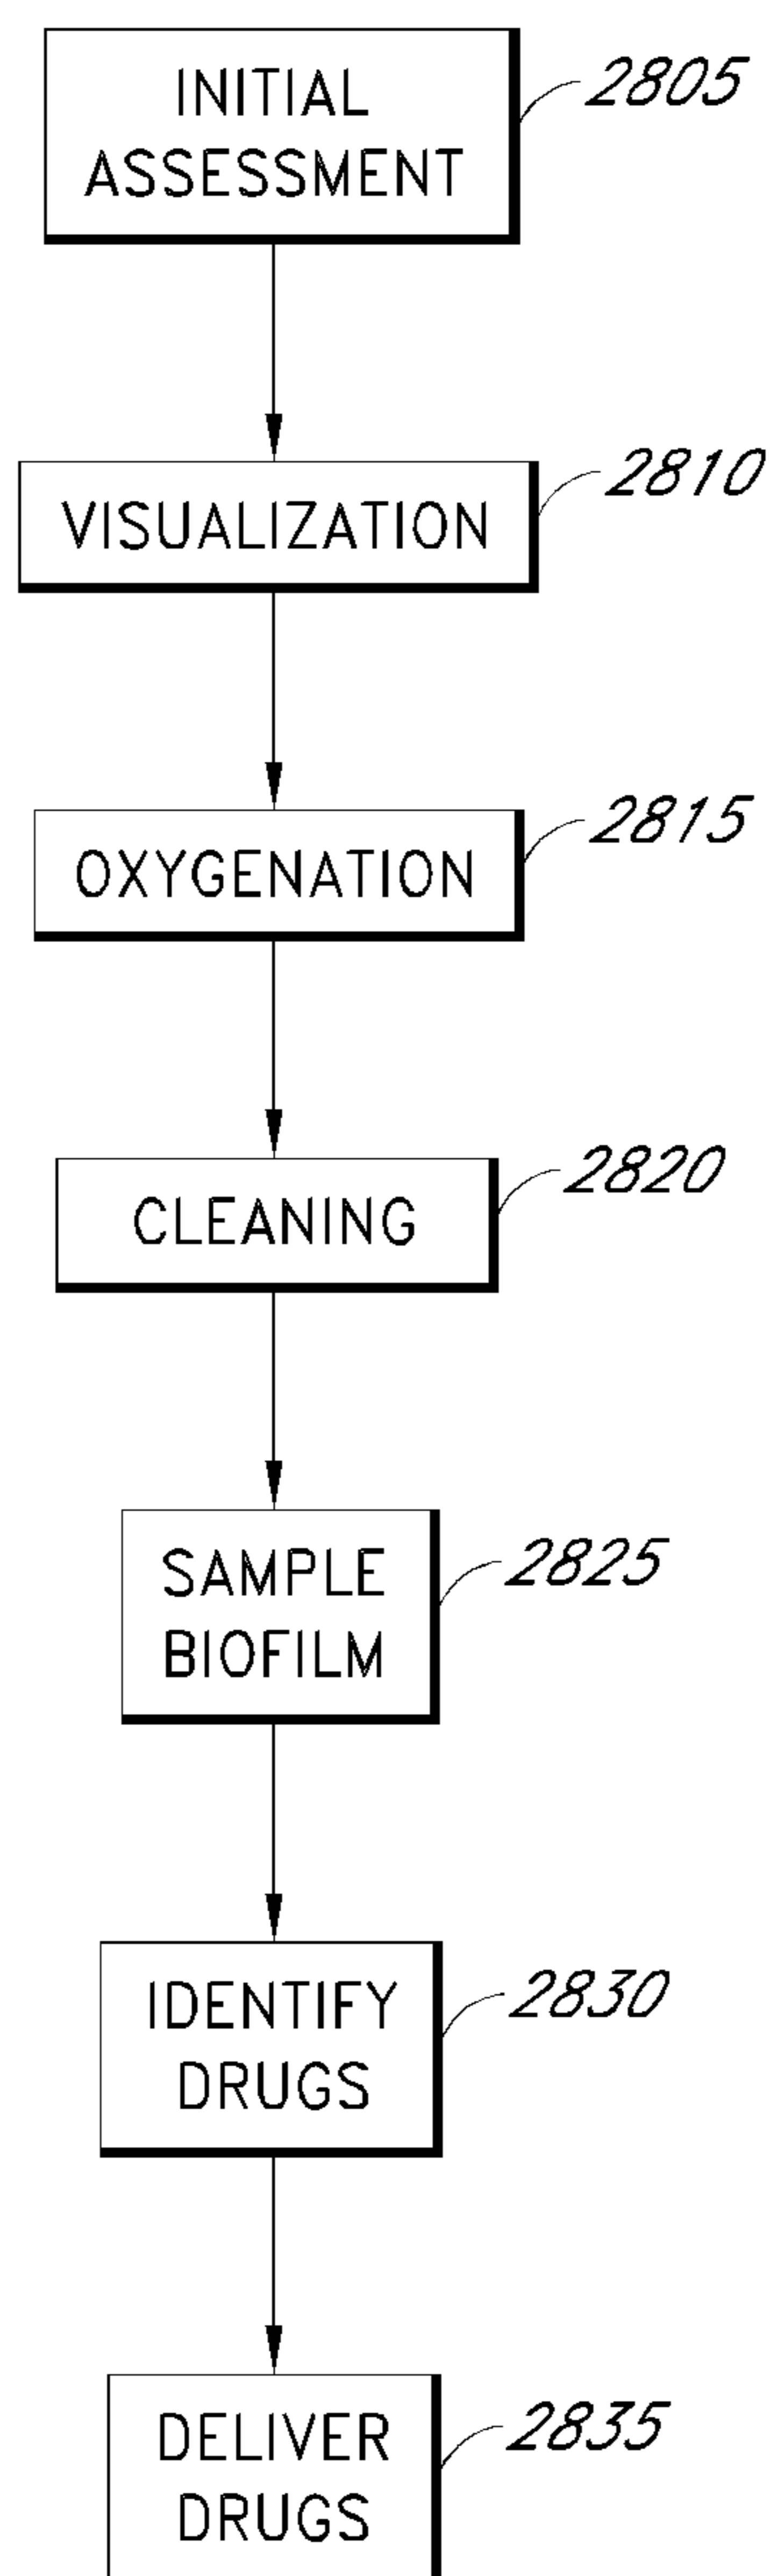 INITIAL
ASSESSMENT
2805
VISUALIZATION
2810
OXYGENATION
2815
CLEANING
2820
SAMPLE
BIOFILM
2825
IDENTIFY
DRUGS
2830
DELIVER
DRUGS
2835